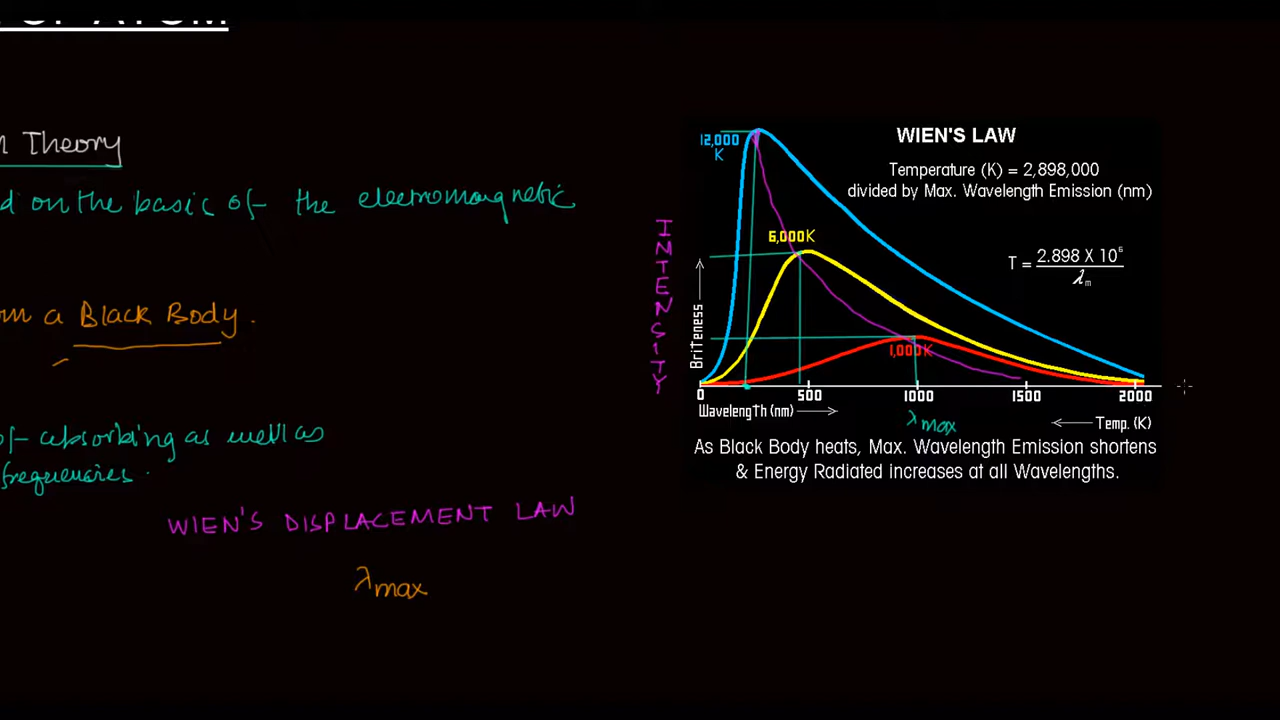 OF ATOM
Theory
d on the basic of the electromagnetic
om a Black Body.
of absorbing as well as
frequencies.
WIEN'S DISPLACEMENT LAW
λmax
WIEN'S LAW
Temperature (K) = 2,898,000
divided by Max. Wavelength Emission (nm)
T = 2.898 X 10⁶
λm
12,000
K
6,000K
1,000K
INTENSITY
Briteness
0 500 1000 1500 2000
Wavelength (nm)
λmax
Temp. (K)
As Black Body heats, Max. Wavelength Emission shortens
& Energy Radiated increases at all Wavelengths.